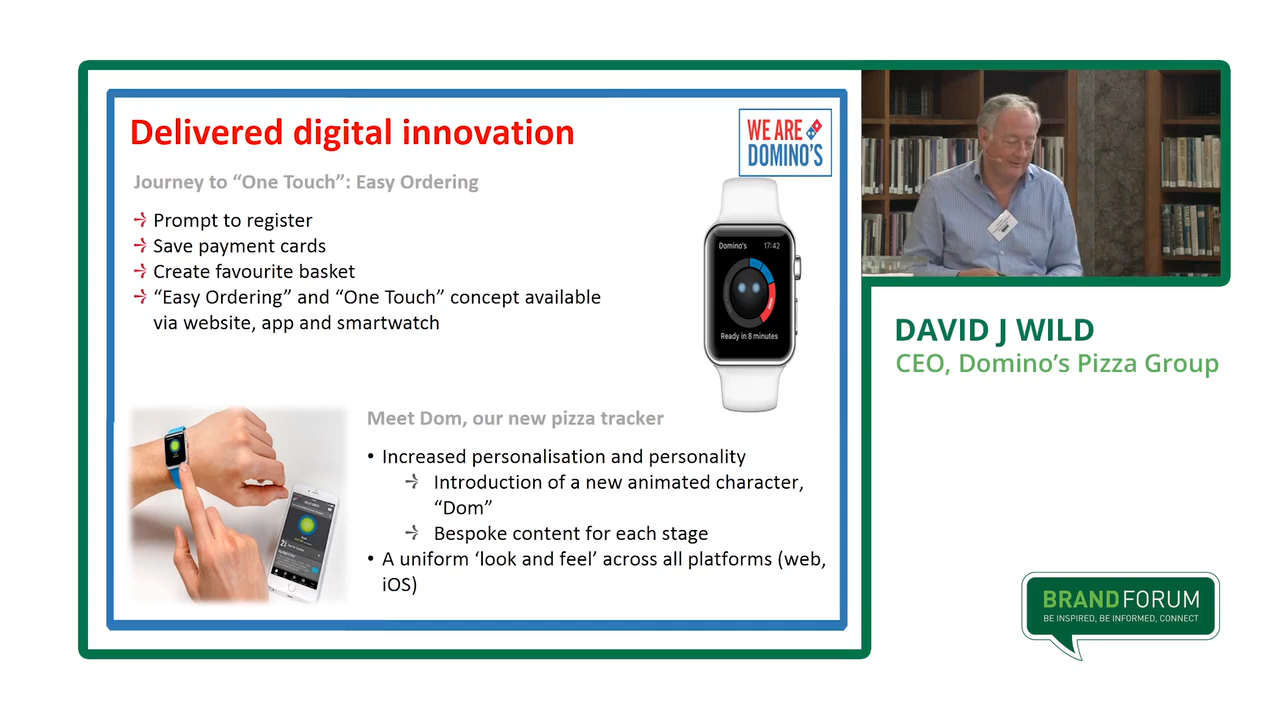 Delivered digital innovation
WE ARE
DOMINO'S
Journey to “One Touch”: Easy Ordering
Prompt to register
Save payment cards
Create favourite basket
“Easy Ordering” and “One Touch” concept available
via website, app and smartwatch
Domino's 17:42
Ready in 8 minutes
Meet Dom, our new pizza tracker
• Increased personalisation and personality
Introduction of a new animated character,
“Dom”
Bespoke content for each stage
• A uniform ‘look and feel’ across all platforms (web,
iOS)
DAVID J WILD
CEO, Domino’s Pizza Group
BRANDFORUM
BE INSPIRED, BE INFORMED, CONNECT